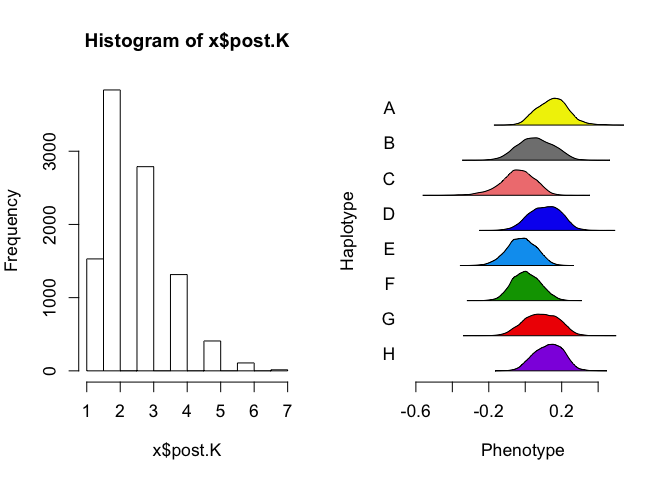 Histogram of x$post.K
Frequency
0
1000
2000
3000
1 2 3 4 5 6 7
x$post.K
Haplotype
A
B
C
D
E
F
G
H
-0.6 -0.2 0.2
Phenotype